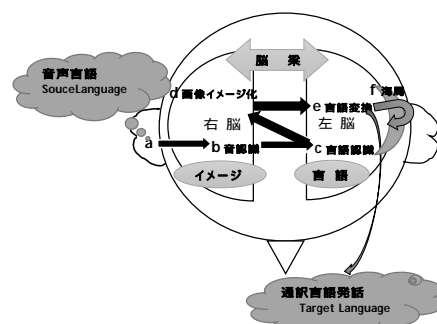 音声言語
SouceLanguage
脳 梁
d 画像イメージ化
e 言語変換
f 海馬
右 脳
左 脳
a
b 音認識
c 言語認識
イメージ
言 語
通訳言語発話
Target Language